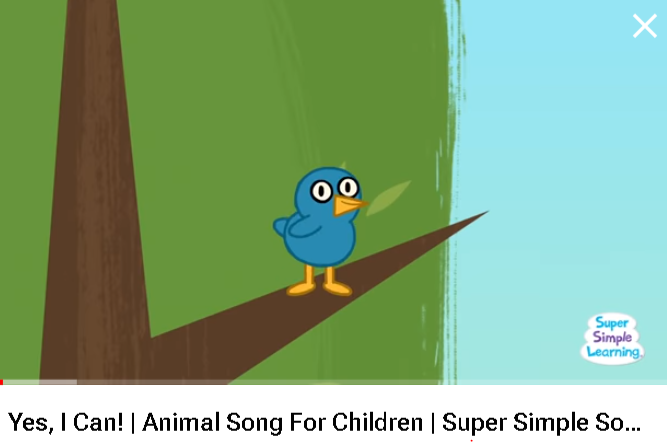 Super
Simple
Learning
Yes, I Can! | Animal Song For Children | Super Simple So...